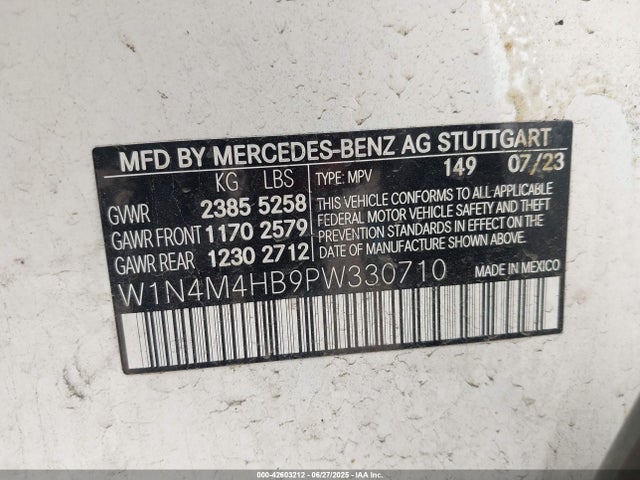 MFD BY MERCEDES-BENZ AG STUTTGART
149 07/23
KG LBS
GVWR 2385 5258
GAWR FRONT 1170 2579
GAWR REAR 1230 2712
TYPE: MPV
THIS VEHICLE CONFORMS TO ALL APPLICABLE
FEDERAL MOTOR VEHICLE SAFETY AND THEFT
PREVENTION STANDARDS IN EFFECT ON THE
DATE OF MANUFACTURE SHOWN ABOVE.
W1N4M4HB9PW330710
MADE IN MEXICO
000-42603212 - 06/27/2025 - IAA Inc.